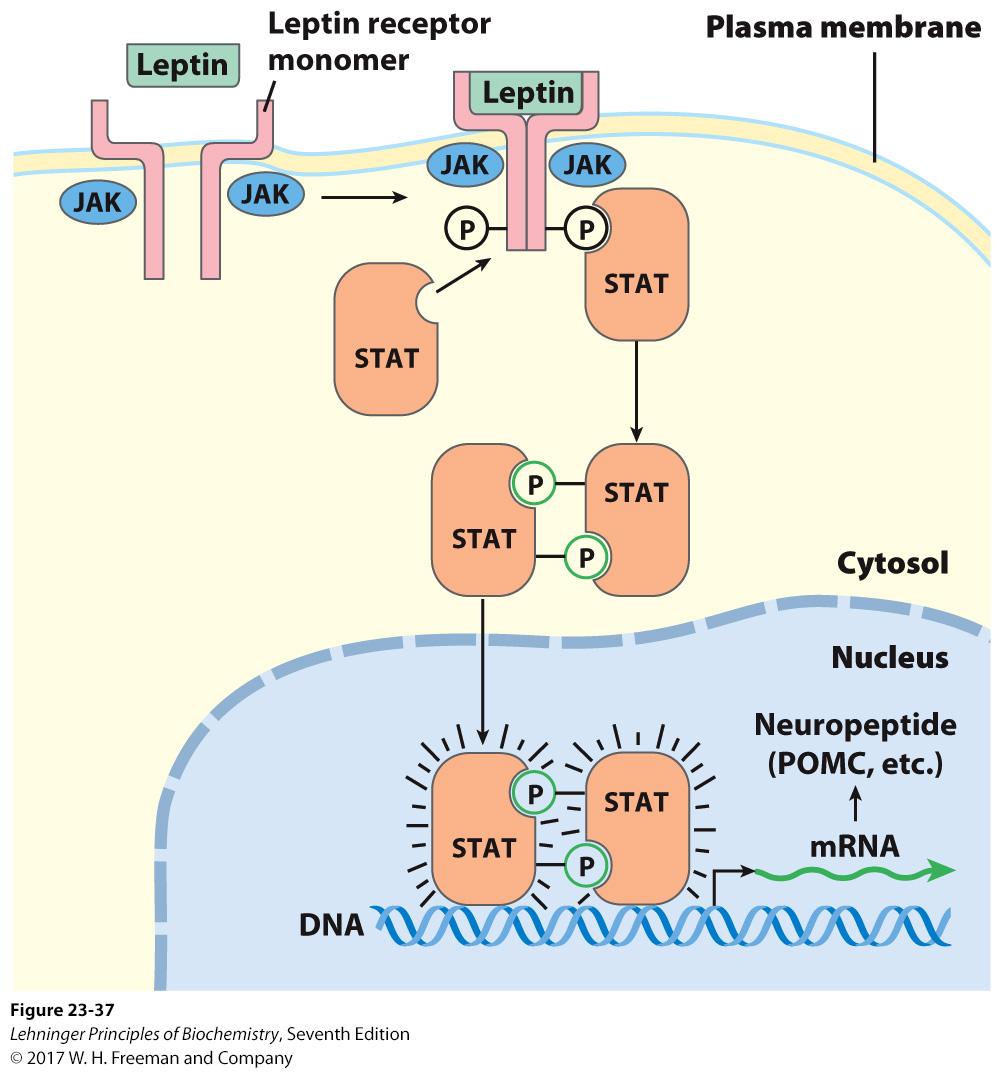 Leptin receptor
monomer
Plasma membrane
Leptin
Leptin
JAK
JAK
JAK
JAK
P
P
STAT
STAT
P
STAT
STAT
P
Cytosol
Nucleus
Neuropeptide
(POMC, etc.)
P
STAT
STAT
P
mRNA
DNA
Figure 23-37
Lehninger Principles of Biochemistry, Seventh Edition
© 2017 W. H. Freeman and Company